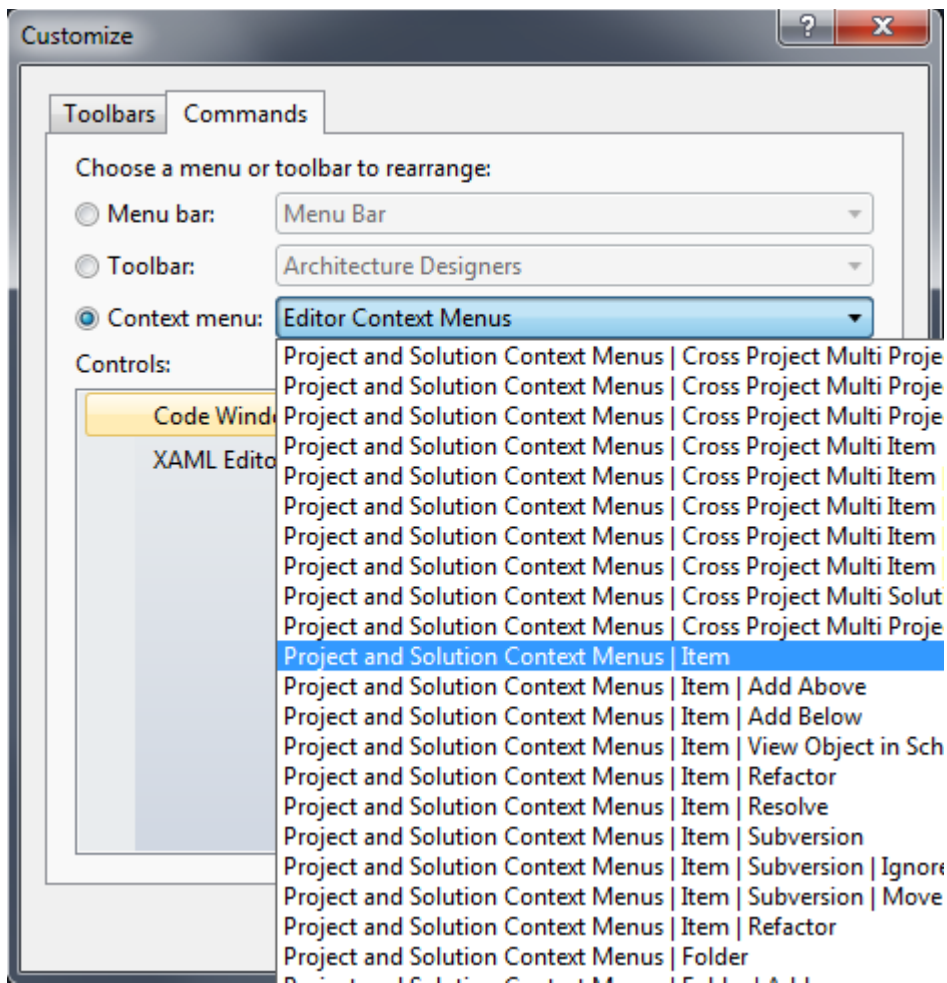 Customize
?
Toolbars
Commands
Choose a menu or toolbar to rearrange:
Menu bar:
Menu Bar
Toolbar:
Architecture Designers
Context menu:
Editor Context Menus
Controls:
Code Wind
XAML Edito
Project and Solution Context Menus | Cross Project Multi Proje
Project and Solution Context Menus | Cross Project Multi Proje
Project and Solution Context Menus | Cross Project Multi Proje
Project and Solution Context Menus | Cross Project Multi Item
Project and Solution Context Menus | Cross Project Multi Item
Project and Solution Context Menus | Cross Project Multi Item
Project and Solution Context Menus | Cross Project Multi Item
Project and Solution Context Menus | Cross Project Multi Item
Project and Solution Context Menus | Cross Project Multi Solut
Project and Solution Context Menus | Cross Project Multi Proje
Project and Solution Context Menus | Item
Project and Solution Context Menus | Item | Add Above
Project and Solution Context Menus | Item | Add Below
Project and Solution Context Menus | Item | View Object in Sch
Project and Solution Context Menus | Item | Refactor
Project and Solution Context Menus | Item | Resolve
Project and Solution Context Menus | Item | Subversion
Project and Solution Context Menus | Item | Subversion | Ignore
Project and Solution Context Menus | Item | Subversion | Move
Project and Solution Context Menus | Item | Refactor
Project and Solution Context Menus | Folder